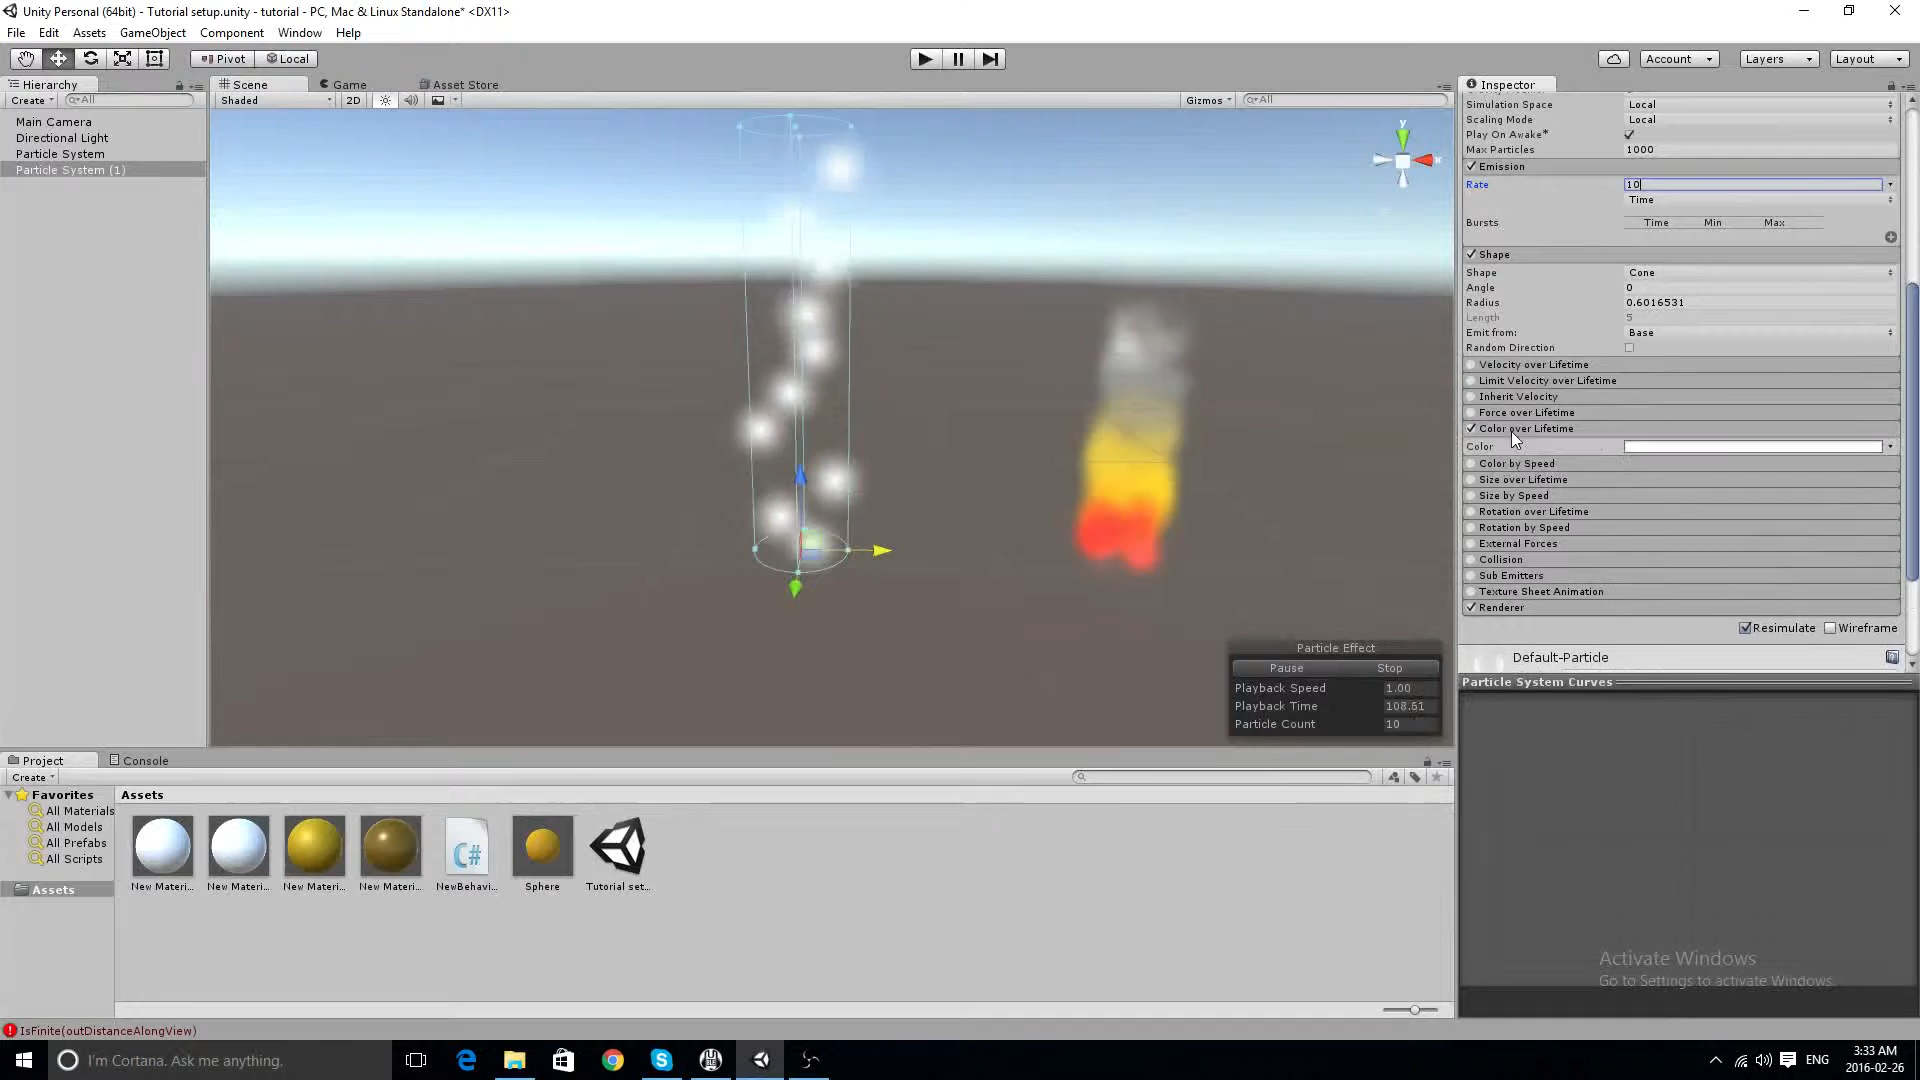 Unity Personal (64bit) - Tutorial setup.unity - tutorial - PC, Mac & Linux Standalone* <DX11>
File Edit Assets GameObject Component Window Help
Pivot Local Account Layers Layout
Hierarchy
Create All
Main Camera
Directional Light
Particle System
Particle System (1)
Scene Game Asset Store
Shaded 2D Gizmos All
y
Particle Effect
Pause Stop
Playback Speed 1.00
Playback Time 108.51
Particle Count 10
Inspector
Simulation Space Local
Scaling Mode Local
Play On Awake*
Max Particles 1000
Emission
Rate 10
Time
Bursts Time Min Max
Shape
Shape Cone
Angle 0
Radius 0.6016531
Length 5
Emit from: Base
Random Direction
Velocity over Lifetime
Limit Velocity over Lifetime
Inherit Velocity
Force over Lifetime
Color over Lifetime
Color
Color by Speed
Size over Lifetime
Size by Speed
Rotation over Lifetime
Rotation by Speed
External Forces
Collision
Sub Emitters
Texture Sheet Animation
Renderer
Resimulate Wireframe
Default-Particle
Particle System Curves
Activate Windows
Go to Settings to activate Windows.
Project Console
Create
Favorites
All Materials
All Models
All Prefabs
All Scripts
Assets
Assets
C#
New Materi... New Materi... New Materi... New Materi... NewBehavi... Sphere Tutorial set...
IsFinite(outDistanceAlongView)
I'm Cortana. Ask me anything.
ENG
3:33 AM
2016-02-26